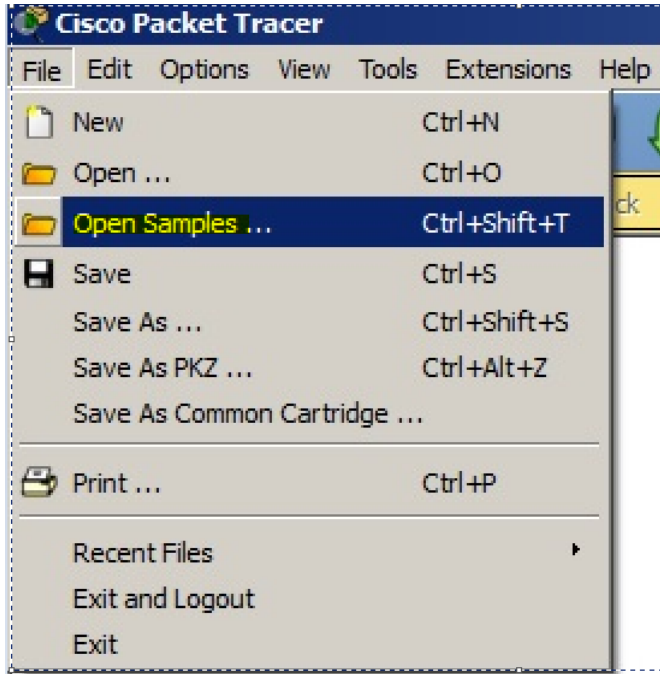 Cisco Packet Tracer
File Edit Options View Tools Extensions Help
New Ctrl+N
Open ... Ctrl+O
ck
Open Samples ... Ctrl+Shift+T
Save Ctrl+S
Save As ... Ctrl+Shift+S
Save As PKZ ... Ctrl+Alt+Z
Save As Common Cartridge ...
Print ... Ctrl+P
Recent Files
Exit and Logout
Exit